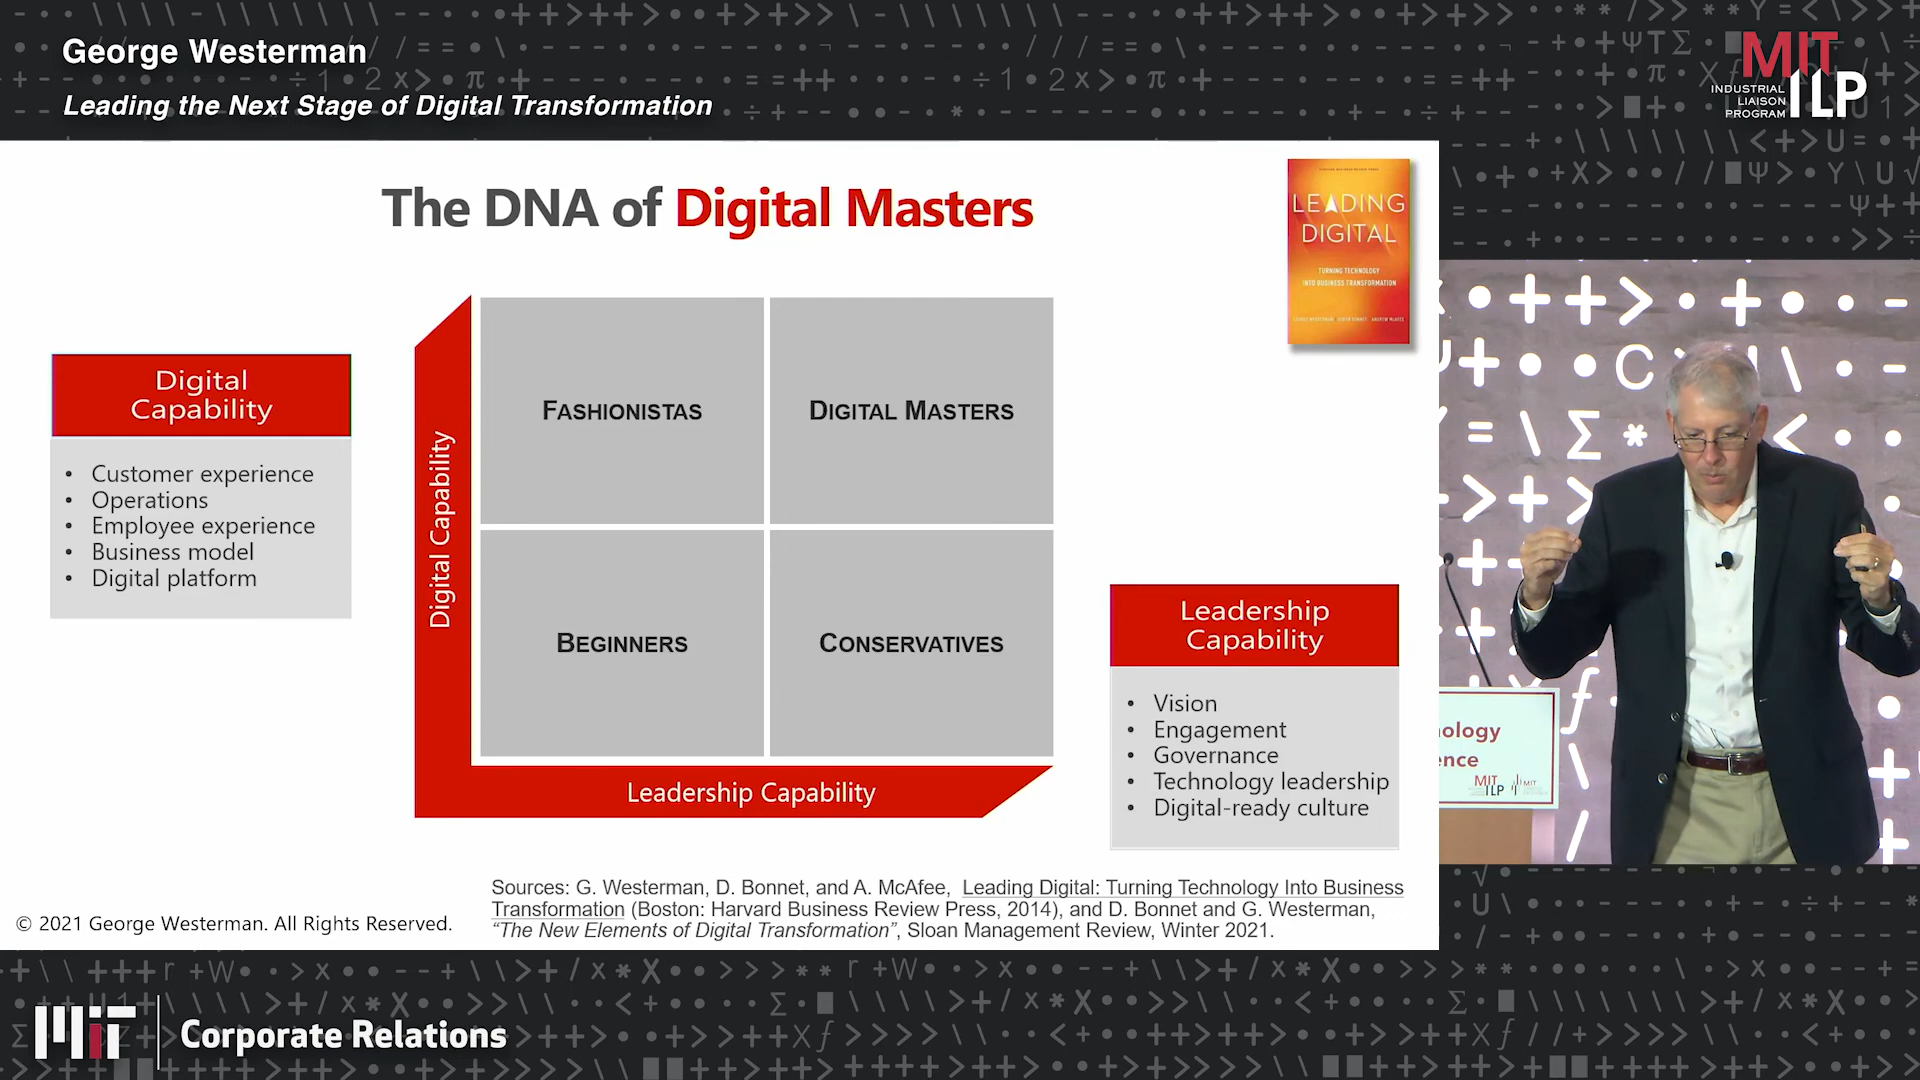 George Westerman
Leading the Next Stage of Digital Transformation
MIT
INDUSTRIAL
LIAISON
PROGRAM
ILP
The DNA of Digital Masters
LEADING
DIGITAL
TURNING TECHNOLOGY
INTO BUSINESS TRANSFORMATION
Digital
Capability
• Customer experience
• Operations
• Employee experience
• Business model
• Digital platform
Digital Capability
FASHIONISTAS
DIGITAL MASTERS
BEGINNERS
CONSERVATIVES
Leadership Capability
Leadership
Capability
• Vision
• Engagement
• Governance
• Technology leadership
• Digital-ready culture
ology
ence
MIT
ILP
MIT
© 2021 George Westerman. All Rights Reserved.
Sources: G. Westerman, D. Bonnet, and A. McAfee, Leading Digital: Turning Technology Into Business
Transformation (Boston: Harvard Business Review Press, 2014), and D. Bonnet and G. Westerman,
“The New Elements of Digital Transformation”, Sloan Management Review, Winter 2021.
MIT
Corporate Relations